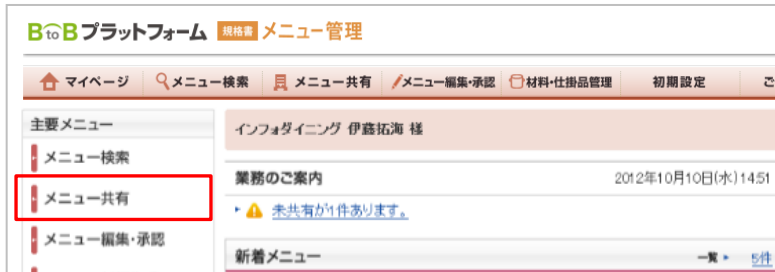 BtoBプラットフォーム 規格書 メニュー管理
マイページ メニュー検索 メニュー共有 メニュー編集・承認 材料・仕掛品管理 初期設定 ご
主要メニュー
メニュー検索
メニュー共有
メニュー編集・承認
インフォダイニング 伊藤拓海 様
業務のご案内 2012年10月10日(水)14:51
未共有が1件あります。
新着メニュー 一覧 5件